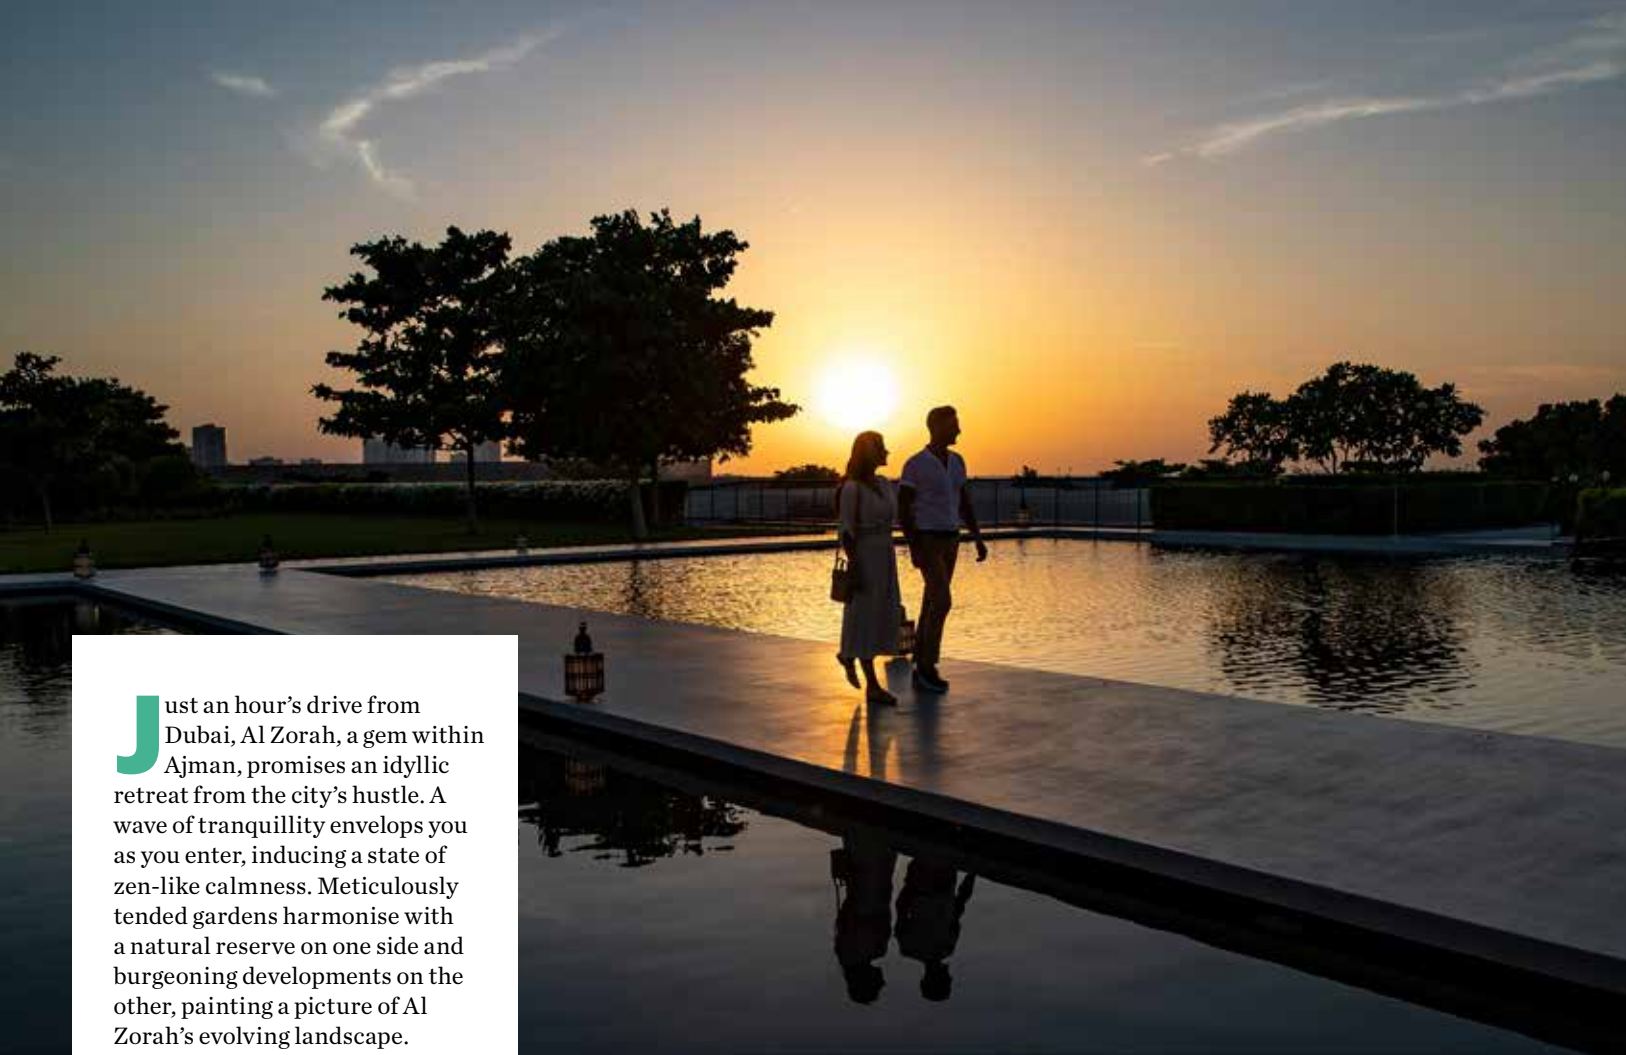 Just an hour’s drive from
Dubai, Al Zorah, a gem within
Ajman, promises an idyllic
retreat from the city’s hustle. A
wave of tranquillity envelops you
as you enter, inducing a state of
zen-like calmness. Meticulously
tended gardens harmonise with
a natural reserve on one side and
burgeoning developments on the
other, painting a picture of Al
Zorah’s evolving landscape.